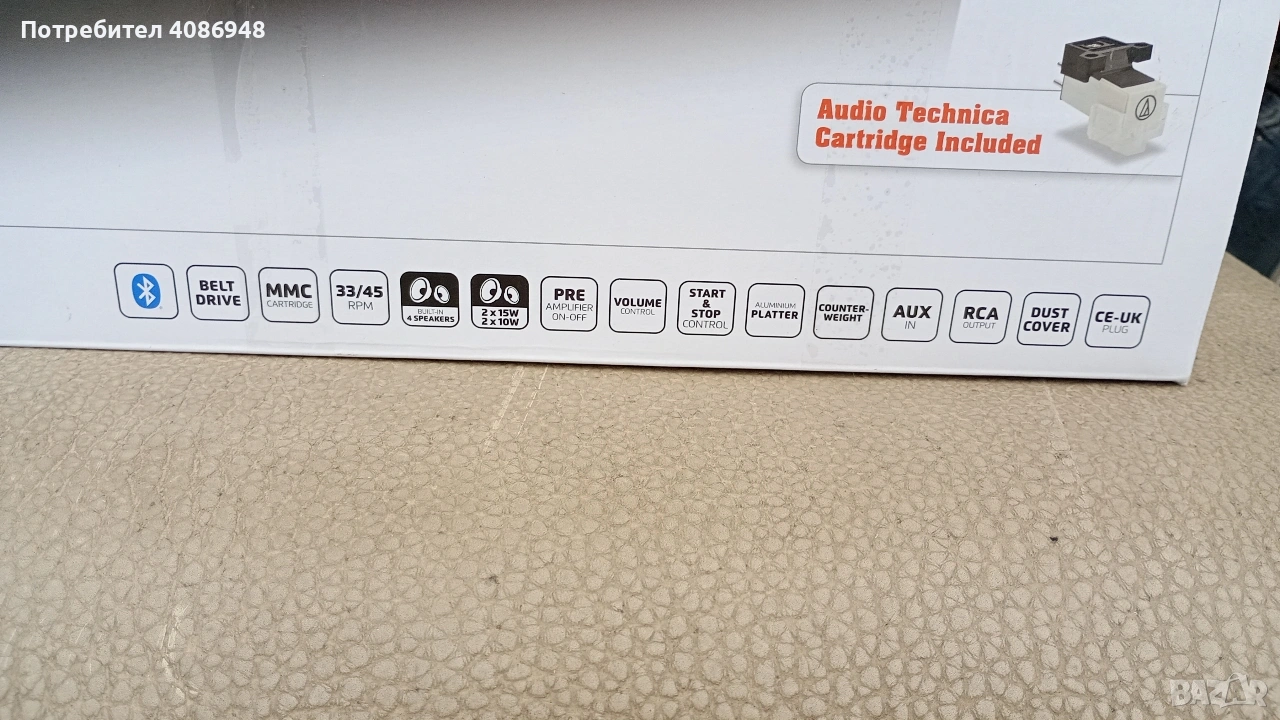 Потребител 4086948
Audio Technica
Cartridge Included
BELT
DRIVE
MMC
CARTRIDGE
33/45
RPM
BUILT-IN
4 SPEAKERS
2 x 15W
2 x 10W
PRE
AMPLIFIER
ON-OFF
VOLUME
CONTROL
START
&
STOP
CONTROL
ALUMINIUM
PLATTER
COUNTER-
WEIGHT
AUX
IN
RCA
OUTPUT
DUST
COVER
CE-UK
PLUG
BAZAR